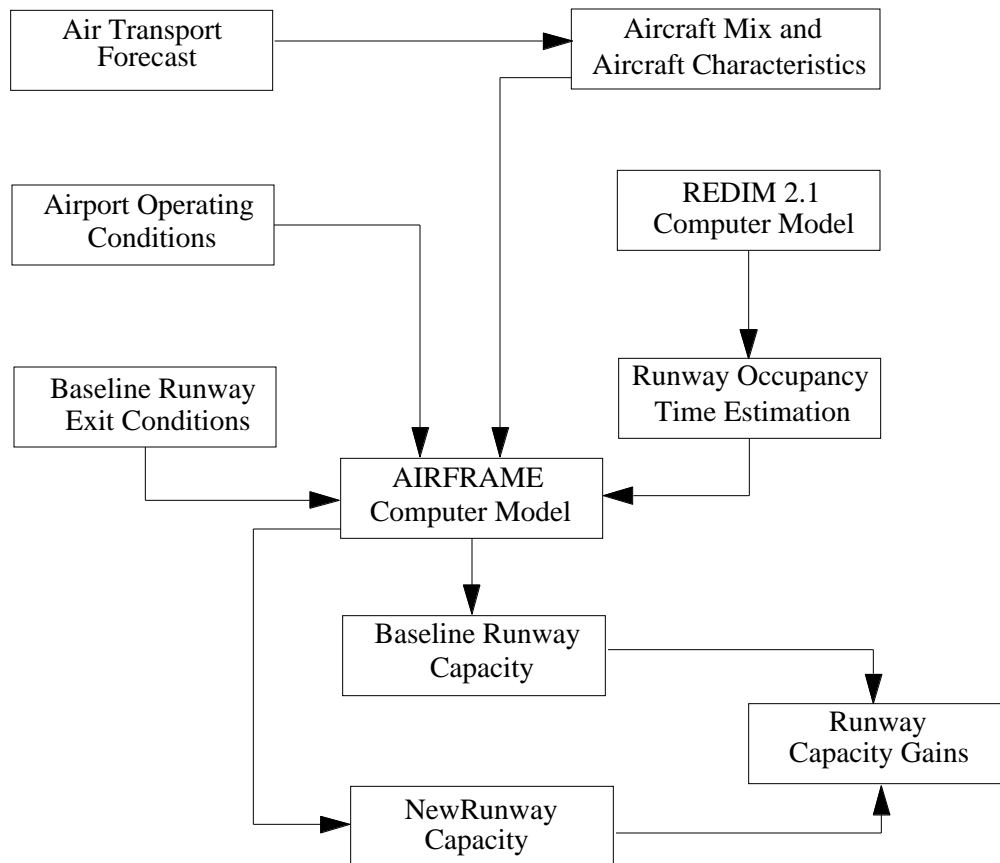 Air Transport
Forecast
Aircraft Mix and
Aircraft Characteristics
Airport Operating
Conditions
REDIM 2.1
Computer Model
Baseline Runway
Exit Conditions
Runway Occupancy
Time Estimation
AIRFRAME
Computer Model
Baseline Runway
Capacity
Runway
Capacity Gains
NewRunway
Capacity